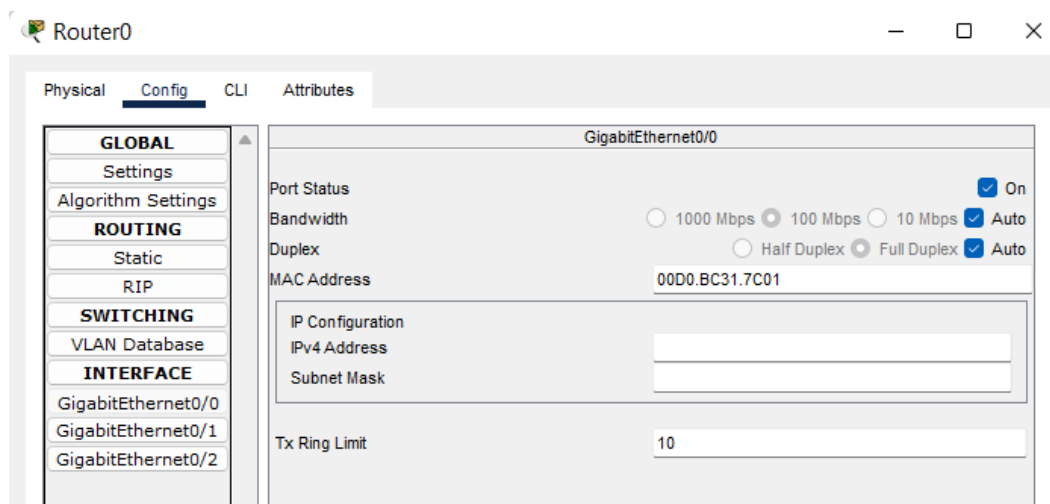 Router0
Physical Config CLI Attributes
GLOBAL
Settings
Algorithm Settings
ROUTING
Static
RIP
SWITCHING
VLAN Database
INTERFACE
GigabitEthernet0/0
GigabitEthernet0/1
GigabitEthernet0/2
GigabitEthernet0/0
Port Status On
Bandwidth 1000 Mbps 100 Mbps 10 Mbps Auto
Duplex Half Duplex Full Duplex Auto
MAC Address 00D0.BC31.7C01
IP Configuration
IPv4 Address
Subnet Mask
Tx Ring Limit 10